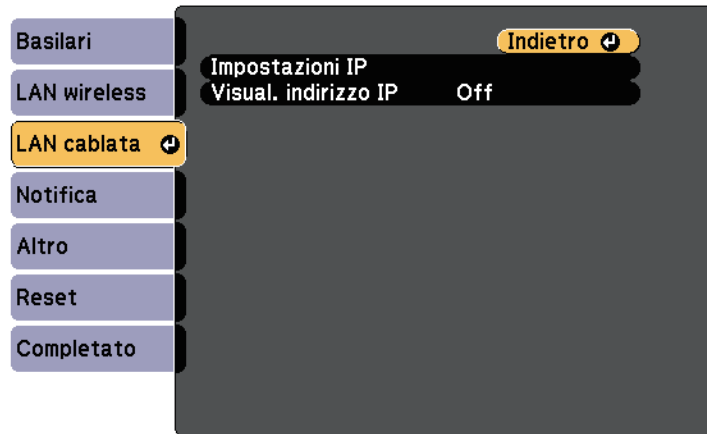 Basilari
LAN wireless
LAN cablata
Notifica
Altro
Reset
Completato
Indietro
Impostazioni IP
Visual. indirizzo IP Off